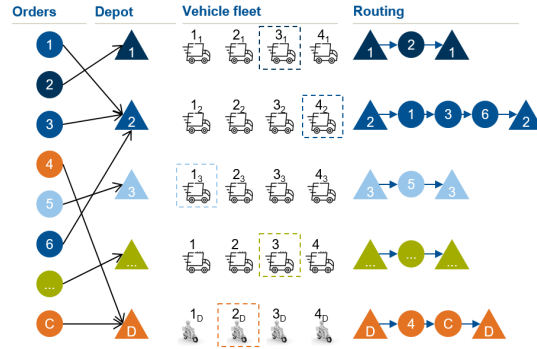 Orders Depot Vehicle fleet Routing
1 1 1₁ 2₁ 3₁ 4₁ 1 2 1
2
3 2 1₂ 2₂ 3₂ 4₂ 2 1 3 6 2
4
5 3 1₃ 2₃ 3₃ 4₃ 3 5 3
6
... ... 1 2 3 4 ... ... ...
C D 1D 2D 3D 4D D 4 C D